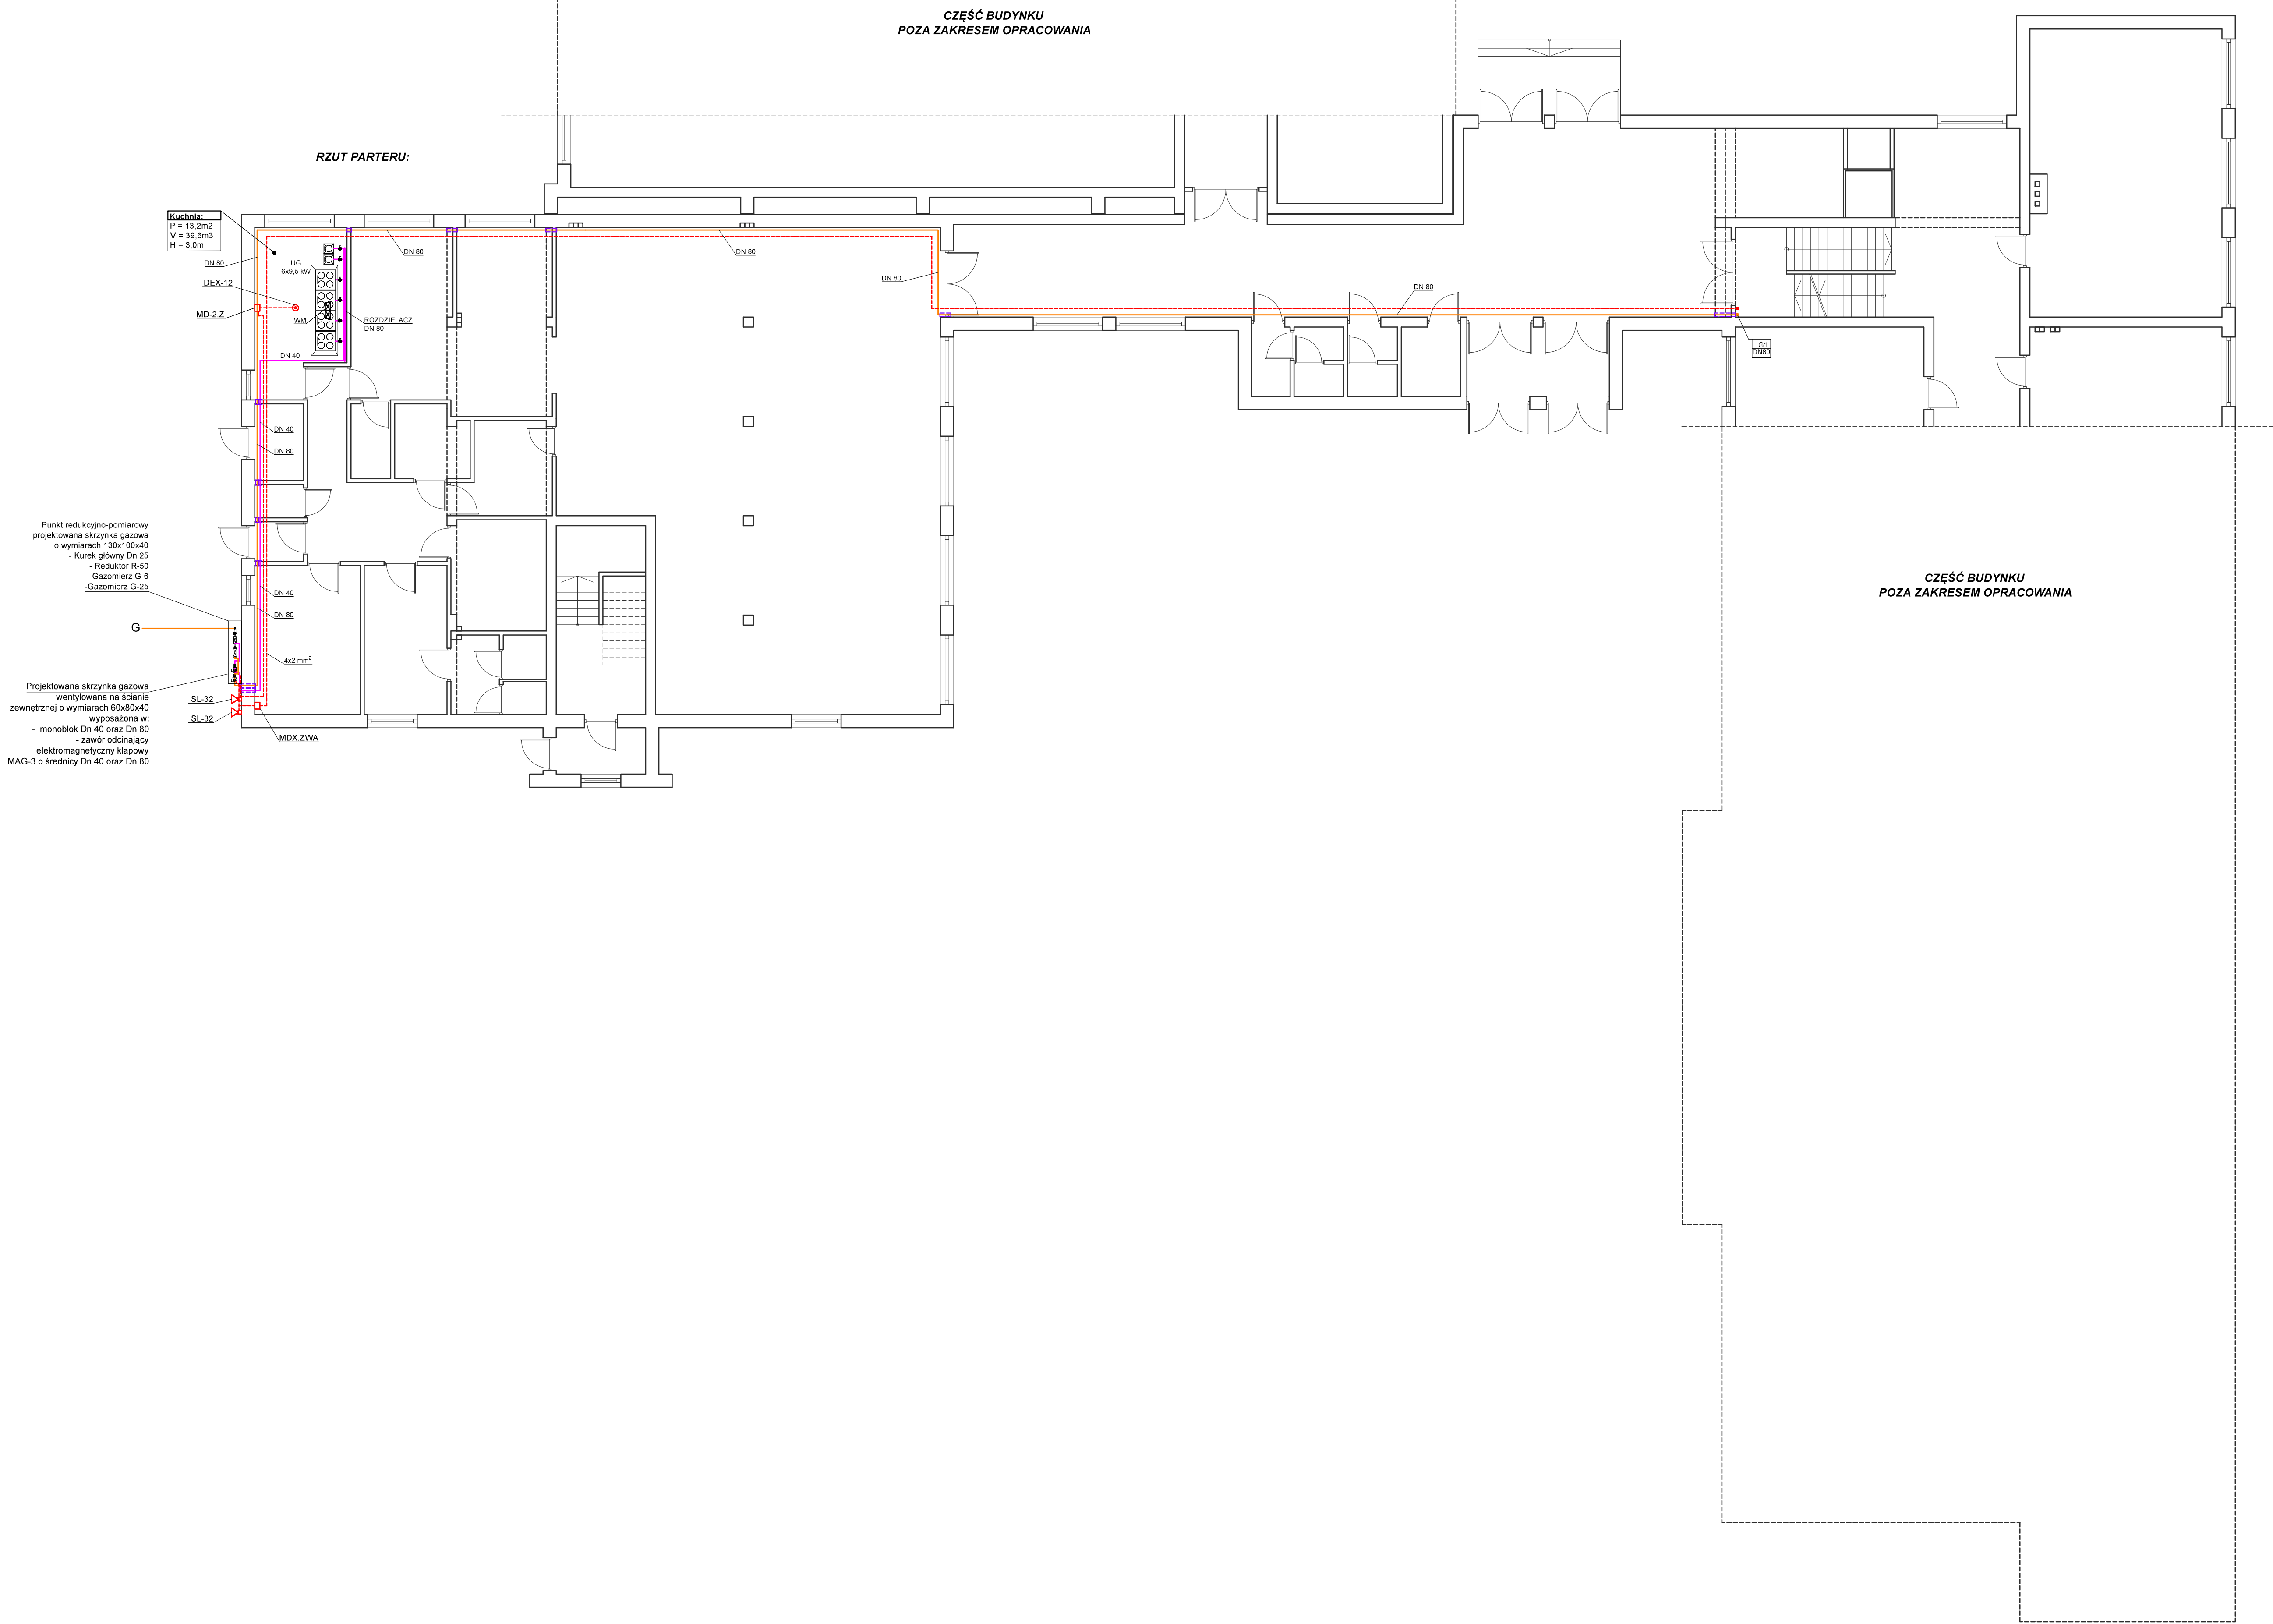 CZĘŚĆ BUDYNKU
POZA ZAKRESEM OPRACOWANIA
RZUT PARTERU:
Kuchnia:
P = 13,2m2
V = 39,6m3
H = 3,0m
DN 80
UG
6x9,5 kW
DEX-12
MD-2.Z
WM
ROZDZIELACZ
DN 80
DN 40
DN 80
DN 80
DN 80
DN 80
G1
DN80
DN 40
DN 80
Punkt redukcyjno-pomiarowy
projektowana skrzynka gazowa
o wymiarach 130x100x40
- Kurek główny Dn 25
- Reduktor R-50
- Gazomierz G-6
-Gazomierz G-25
DN 40
DN 80
G
4x2 mm²
Projektowana skrzynka gazowa
wentylowana na ścianie
zewnętrznej o wymiarach 60x80x40
wyposażona w:
- monoblok Dn 40 oraz Dn 80
- zawór odcinający
elektromagnetyczny klapowy
MAG-3 o średnicy Dn 40 oraz Dn 80
SL-32
SL-32
MDX.ZWA
CZĘŚĆ BUDYNKU
POZA ZAKRESEM OPRACOWANIA